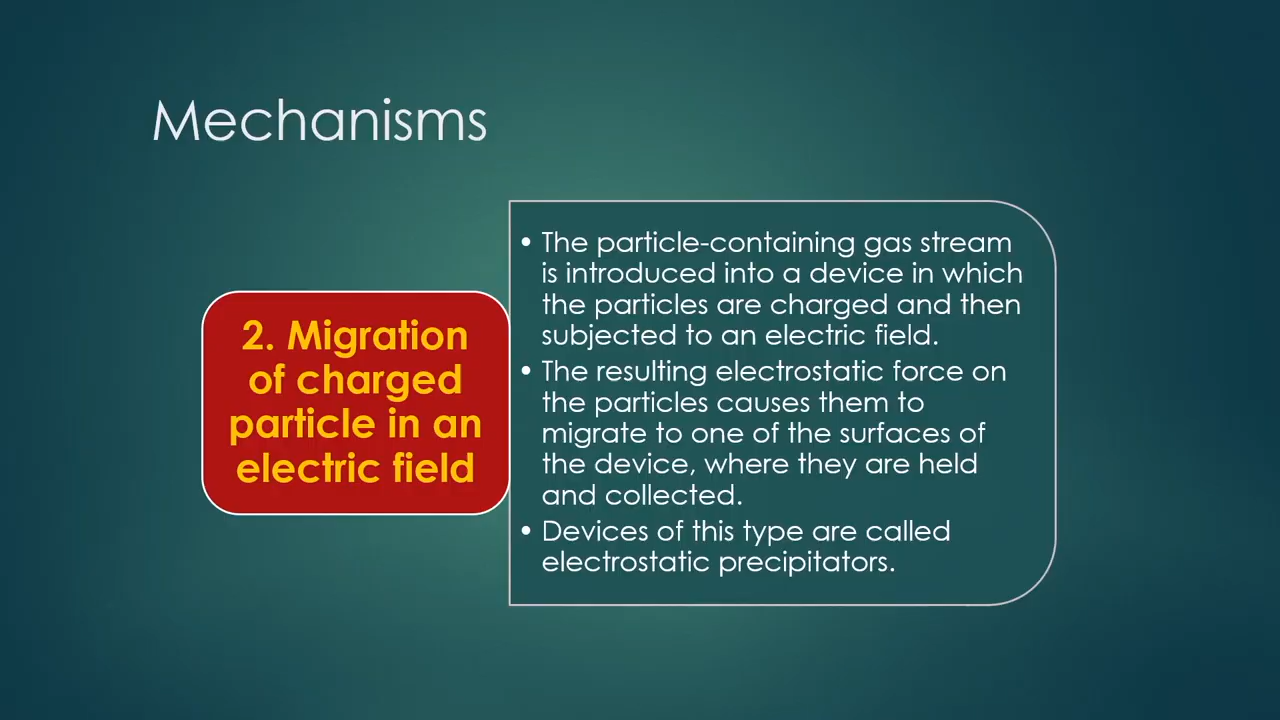 Mechanisms
2. Migration
of charged
particle in an
electric field
• The particle-containing gas stream
is introduced into a device in which
the particles are charged and then
subjected to an electric field.
• The resulting electrostatic force on
the particles causes them to
migrate to one of the surfaces of
the device, where they are held
and collected.
• Devices of this type are called
electrostatic precipitators.